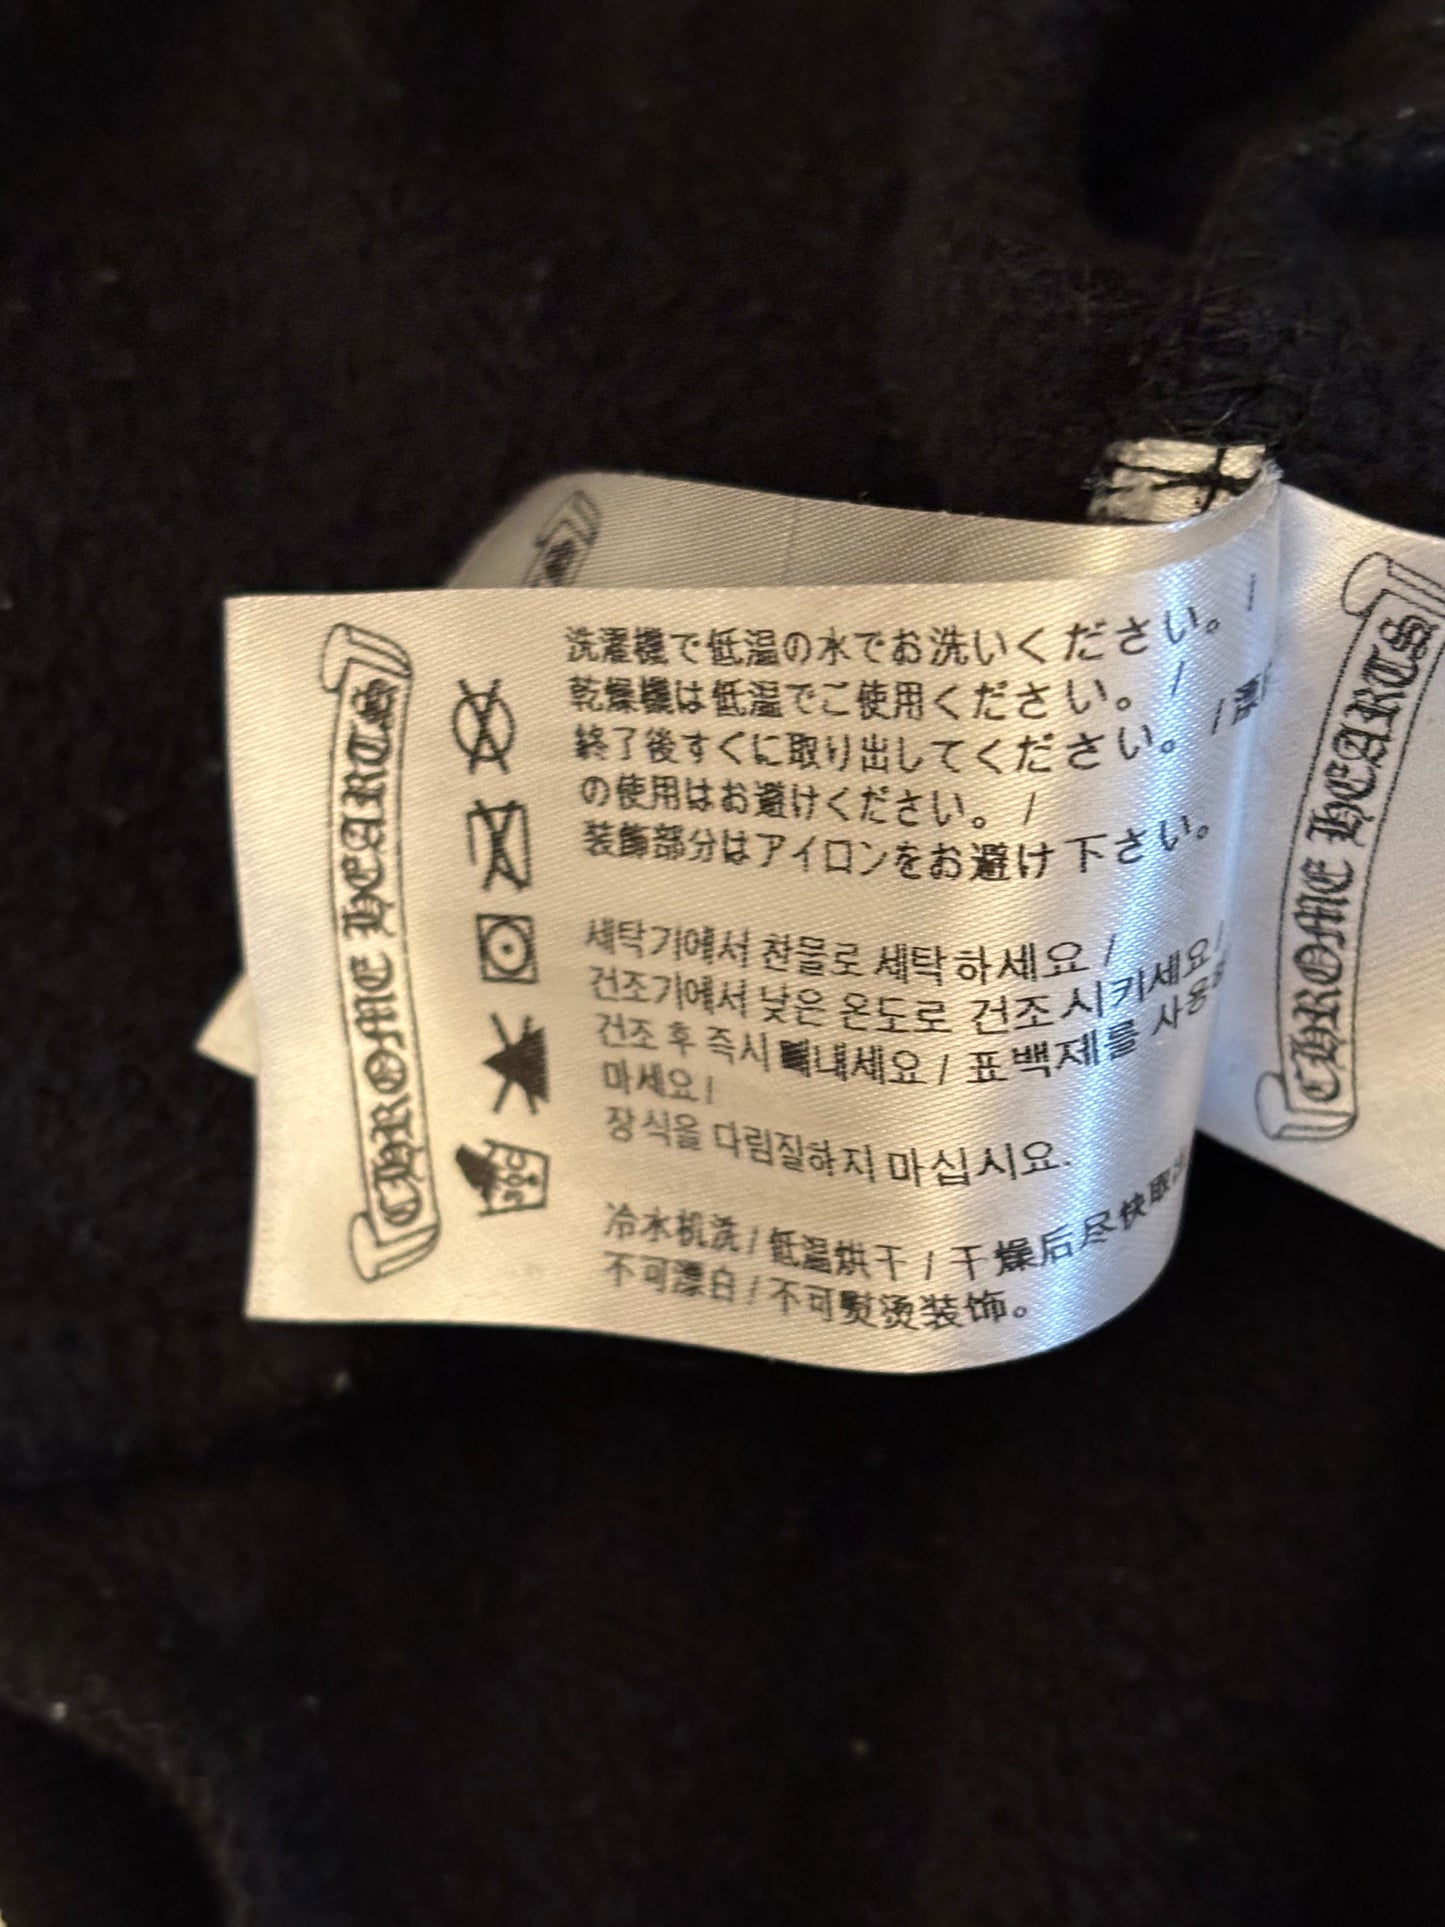 CHROME HEARTS
洗濯機で低温の水でお洗いください。 /
乾燥機は低温でご使用ください。 /
終了後すぐに取り出してください。 / 漂
の使用はお避けください。 /
装飾部分はアイロンをお避け下さい。
세탁기에서 찬물로 세탁하세요 /
건조기에서 낮은 온도로 건조시키세요 /
건조 후 즉시 빼내세요 / 표백제를 사용
마세요 /
장식을 다림질하지 마십시요.
冷水机洗 / 低温烘干 / 干燥后尽快取
不可漂白 / 不可熨烫装饰。
CHROME HEARTS